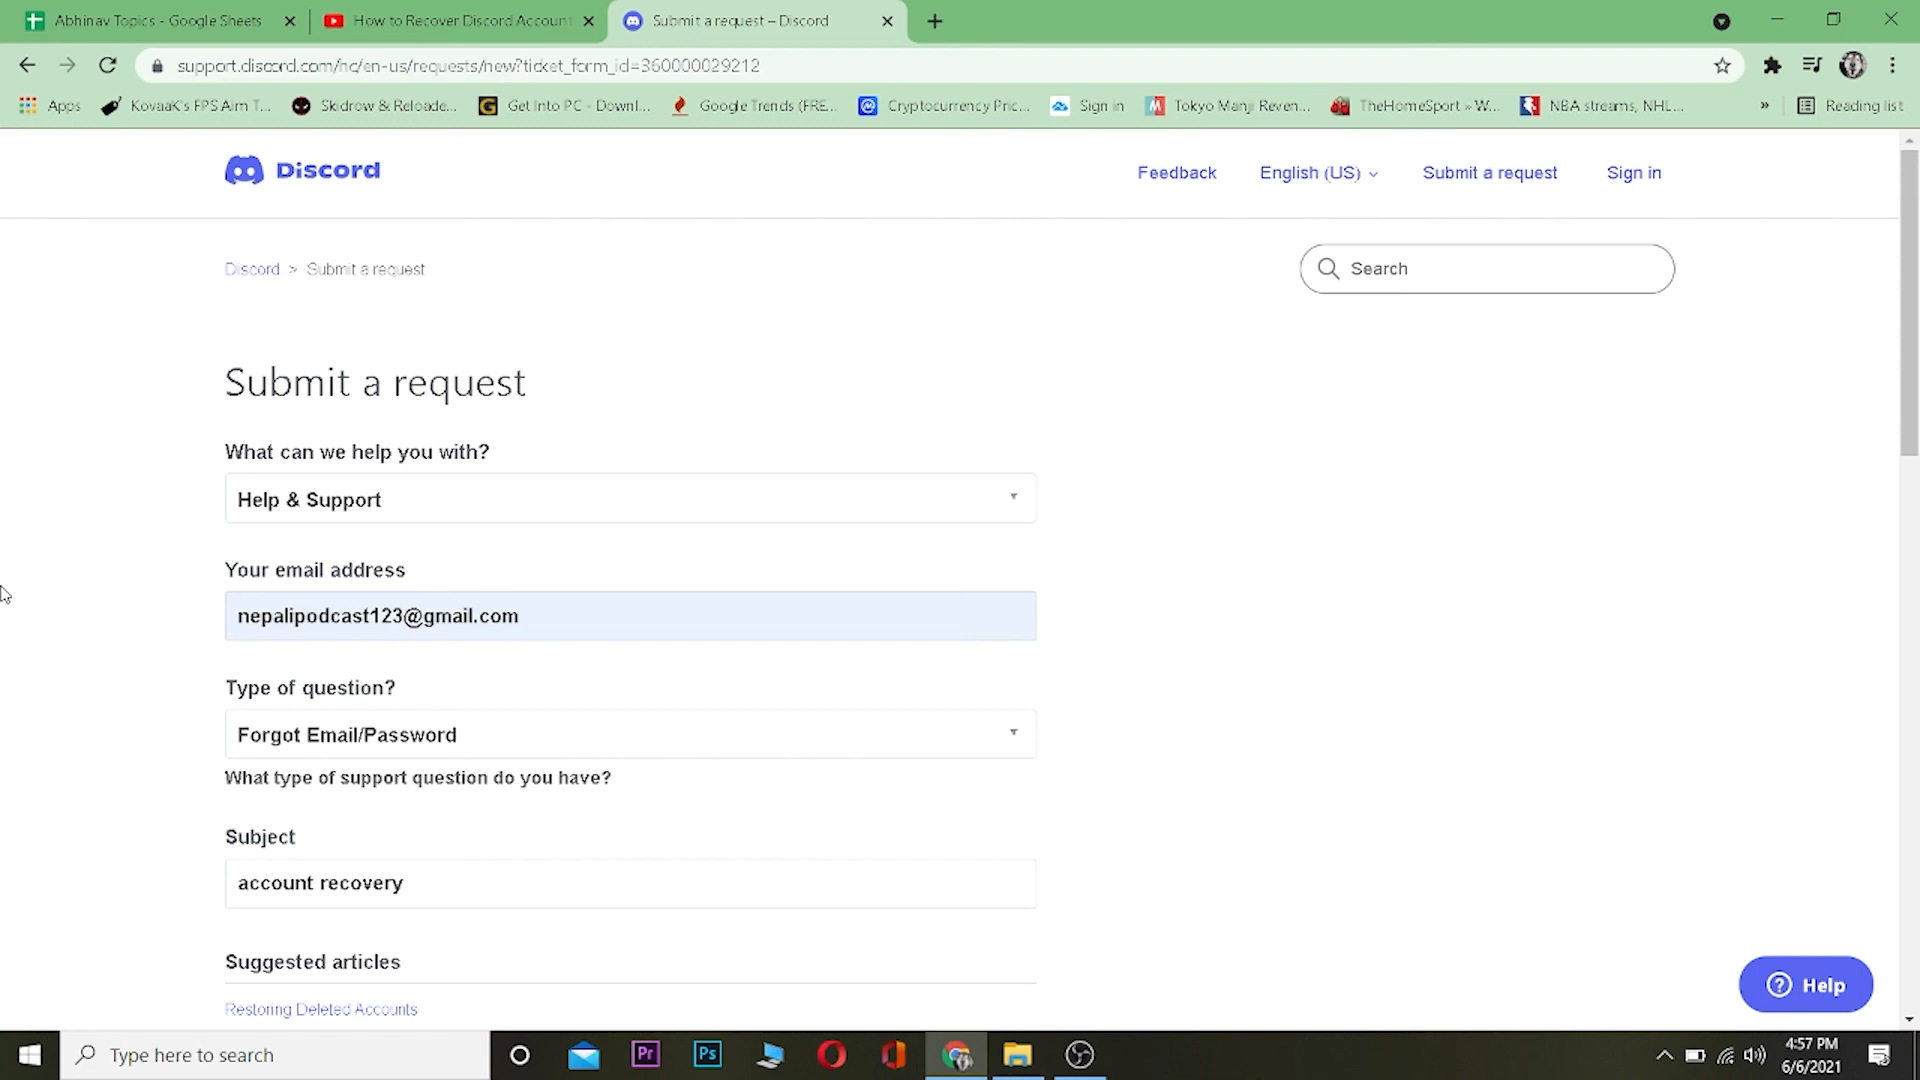 Abhinav Topics - Google Sheets
How to Recover Discord Accoun
Submit a request – Discord
support.discord.com/hc/en-us/requests/new?ticket_form_id=360000029212
Apps
KovaaK's FPS Aim T...
Skidrow & Reloade...
Get Into PC - Downl...
Google Trends (FRE...
Cryptocurrency Pric...
Sign in
Tokyo Manji Reven...
TheHomeSport » W...
NBA streams, NHL...
»
Reading list
Discord
Feedback
English (US)
Submit a request
Sign in
Discord > Submit a request
Search
Submit a request
What can we help you with?
Help & Support
Your email address
nepalipodcast123@gmail.com
Type of question?
Forgot Email/Password
What type of support question do you have?
Subject
account recovery
Suggested articles
Restoring Deleted Accounts
Help
Type here to search
Pr
Ps
4:57 PM
6/6/2021